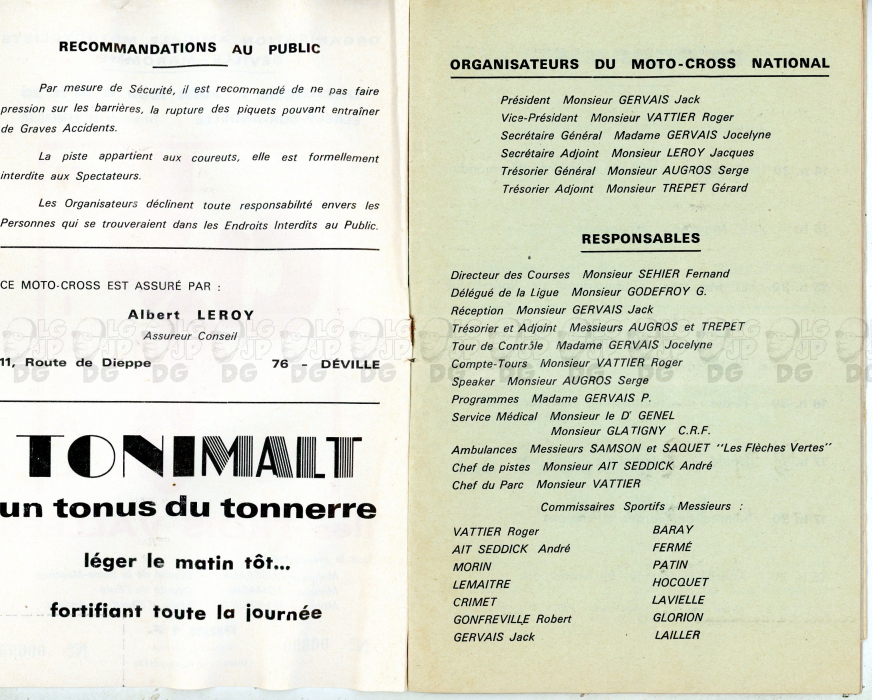 RECOMMANDATIONS AU PUBLIC
Par mesure de Sécurité, il est recommandé de ne pas faire
pression sur les barrières, la rupture des piquets pouvant entraîner
de Graves Accidents.
La piste appartient aux coureuts, elle est formellement
interdite aux Spectateurs.
Les Organisateurs déclinent toute responsabilité envers les
Personnes qui se trouveraient dans les Endroits Interdits au Public.
CE MOTO-CROSS EST ASSURÉ PAR :
Albert LEROY
Assureur Conseil
11, Route de Dieppe 76 - DÉVILLE
TONIMALT
un tonus du tonnerre
léger le matin tôt...
fortifiant toute la journée
ORGANISATEURS DU MOTO-CROSS NATIONAL
Président Monsieur GERVAIS Jack
Vice-Président Monsieur VATTIER Roger
Secrétaire Général Madame GERVAIS Jocelyne
Secrétaire Adjoint Monsieur LEROY Jacques
Trésorier Général Monsieur AUGROS Serge
Trésorier Adjoint Monsieur TREPET Gérard
RESPONSABLES
Directeur des Courses Monsieur SEHIER Fernand
Délégué de la Ligue Monsieur GODEFROY G.
Réception Monsieur GERVAIS Jack
Trésorier et Adjoint Messieurs AUGROS et TREPET
Tour de Contrôle Madame GERVAIS Jocelyne
Compte-Tours Monsieur VATTIER Roger
Speaker Monsieur AUGROS Serge
Programmes Madame GERVAIS P.
Service Médical Monsieur le Dʳ GENEL
Monsieur GLATIGNY C.R.F.
Ambulances Messieurs SAMSON et SAQUET "Les Flèches Vertes"
Chef de pistes Monsieur AIT SEDDICK André
Chef du Parc Monsieur VATTIER
Commissaires Sportifs Messieurs :
VATTIER Roger BARAY
AIT SEDDICK André FERMÉ
MORIN PATIN
LEMAITRE HOCQUET
CRIMET LAVIELLE
GONFREVILLE Robert GLORION
GERVAIS Jack LAILLER